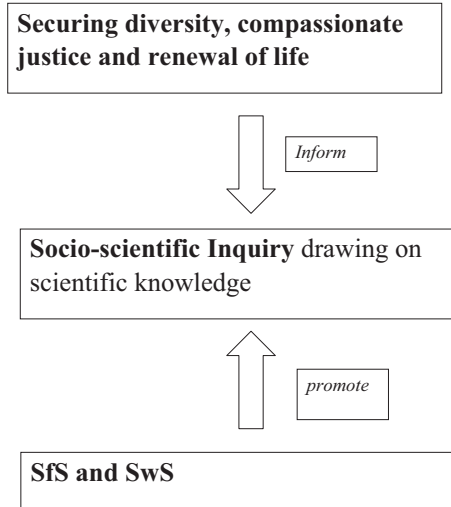 Securing diversity, compassionate
justice and renewal of life
Inform
Socio-scientific Inquiry drawing on
scientific knowledge
promote
SfS and SwS